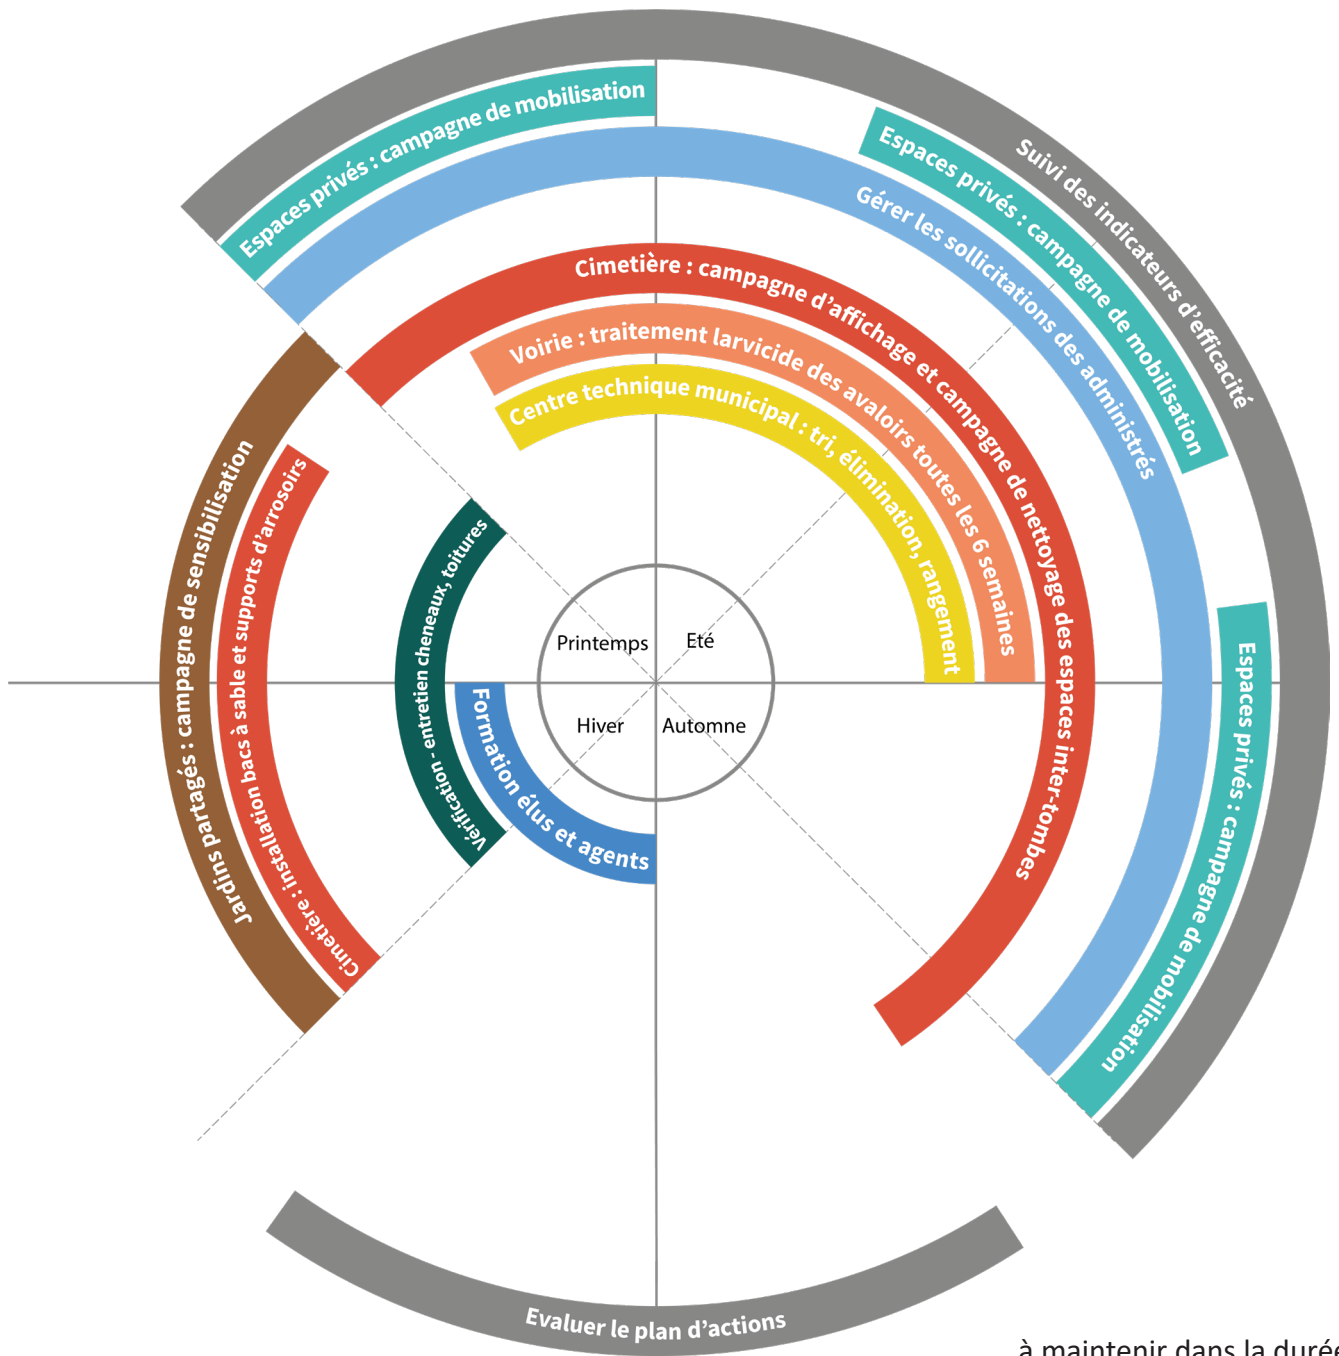 Suivi des indicateurs d'efficacité
Espaces privés : campagne de mobilisation
Espaces privés : campagne de mobilisation
Espaces privés : campagne de mobilisation
Gérer les sollicitations des administrés
Cimetière : campagne d'affichage et campagne de nettoyage des espaces inter-tombes
Voirie : traitement larvicide des avaloirs toutes les 6 semaines
Centre technique municipal : tri, élimination, rangement
Jardins partagés : campagne de sensibilisation
Cimetière : installation bacs à sable et supports d'arrosoirs
Vérification - entretien cheneaux, toitures
Formation élus et agents
Printemps
Eté
Hiver
Automne
Evaluer le plan d'actions
à maintenir dans la durée